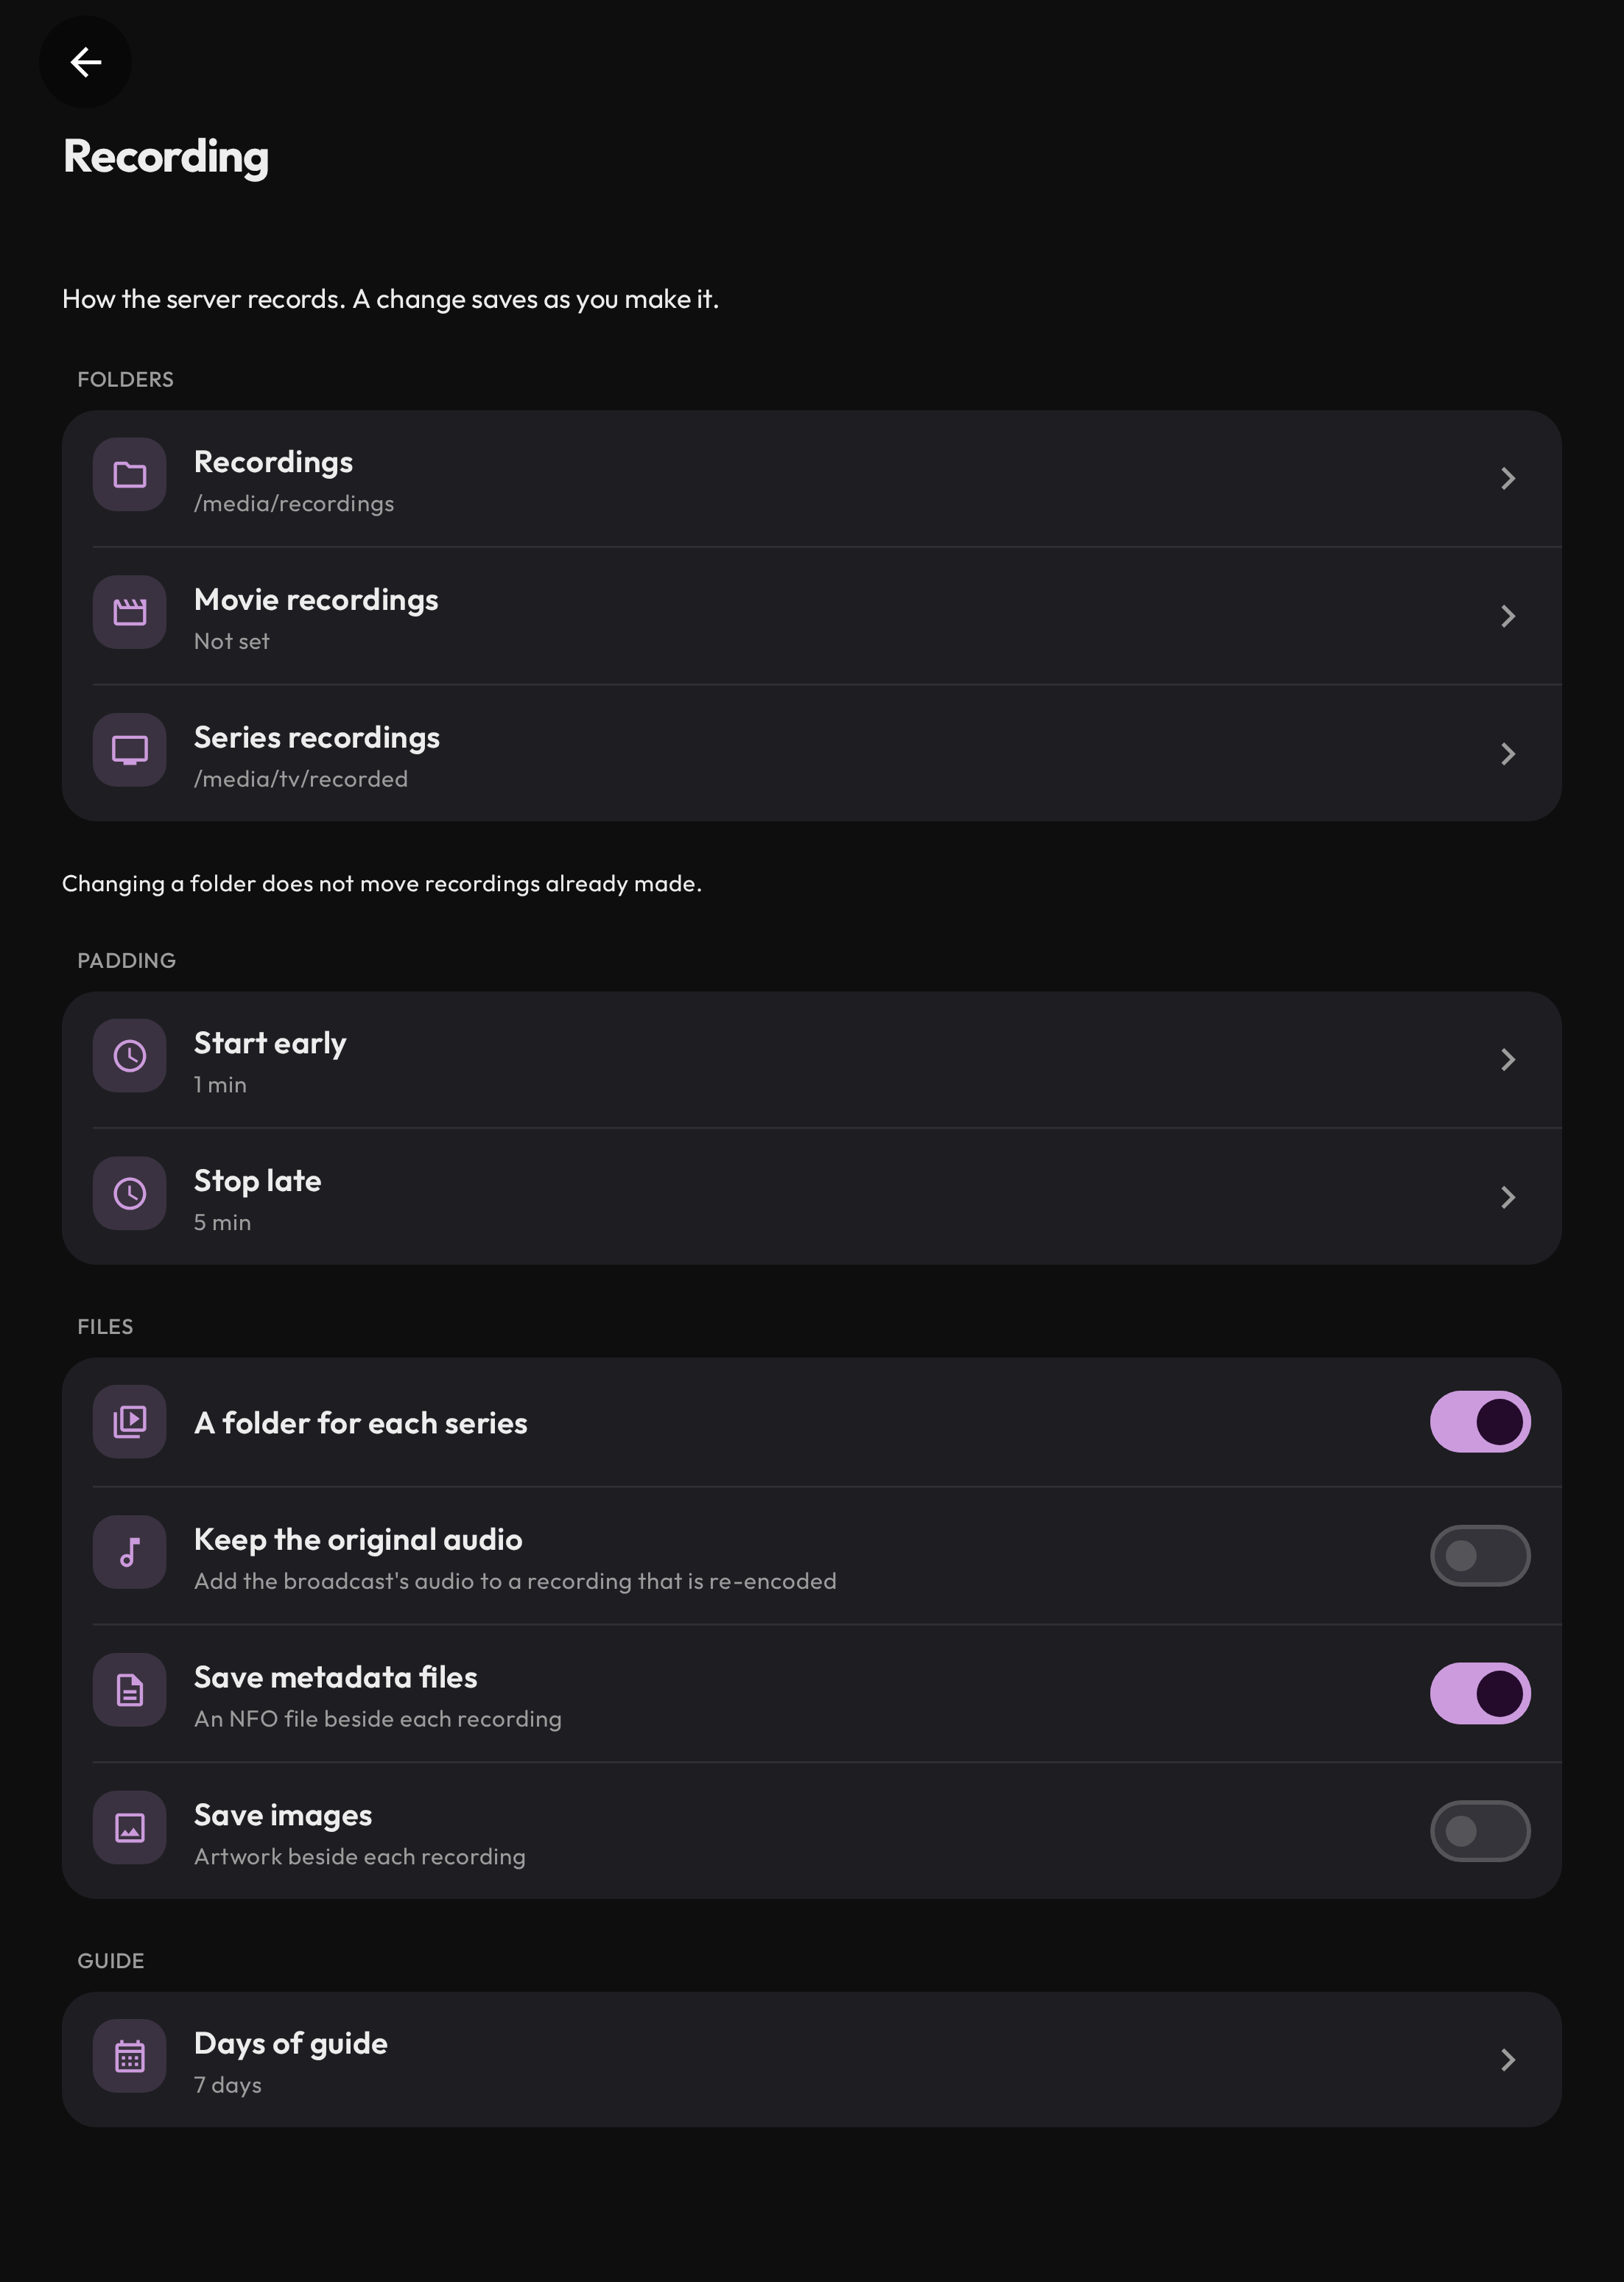 Recording
How the server records. A change saves as you make it.
FOLDERS
Recordings
/media/recordings
Movie recordings
Not set
Series recordings
/media/tv/recorded
Changing a folder does not move recordings already made.
PADDING
Start early
1 min
Stop late
5 min
FILES
A folder for each series
Keep the original audio
Add the broadcast's audio to a recording that is re-encoded
Save metadata files
An NFO file beside each recording
Save images
Artwork beside each recording
GUIDE
Days of guide
7 days